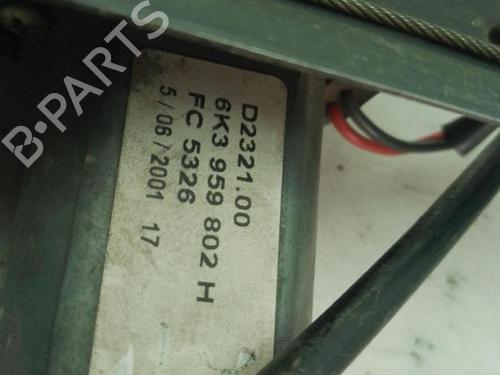 D2321.00
6K3 959 802 H
FC 5326
5/06/2001 17
B-PARTS